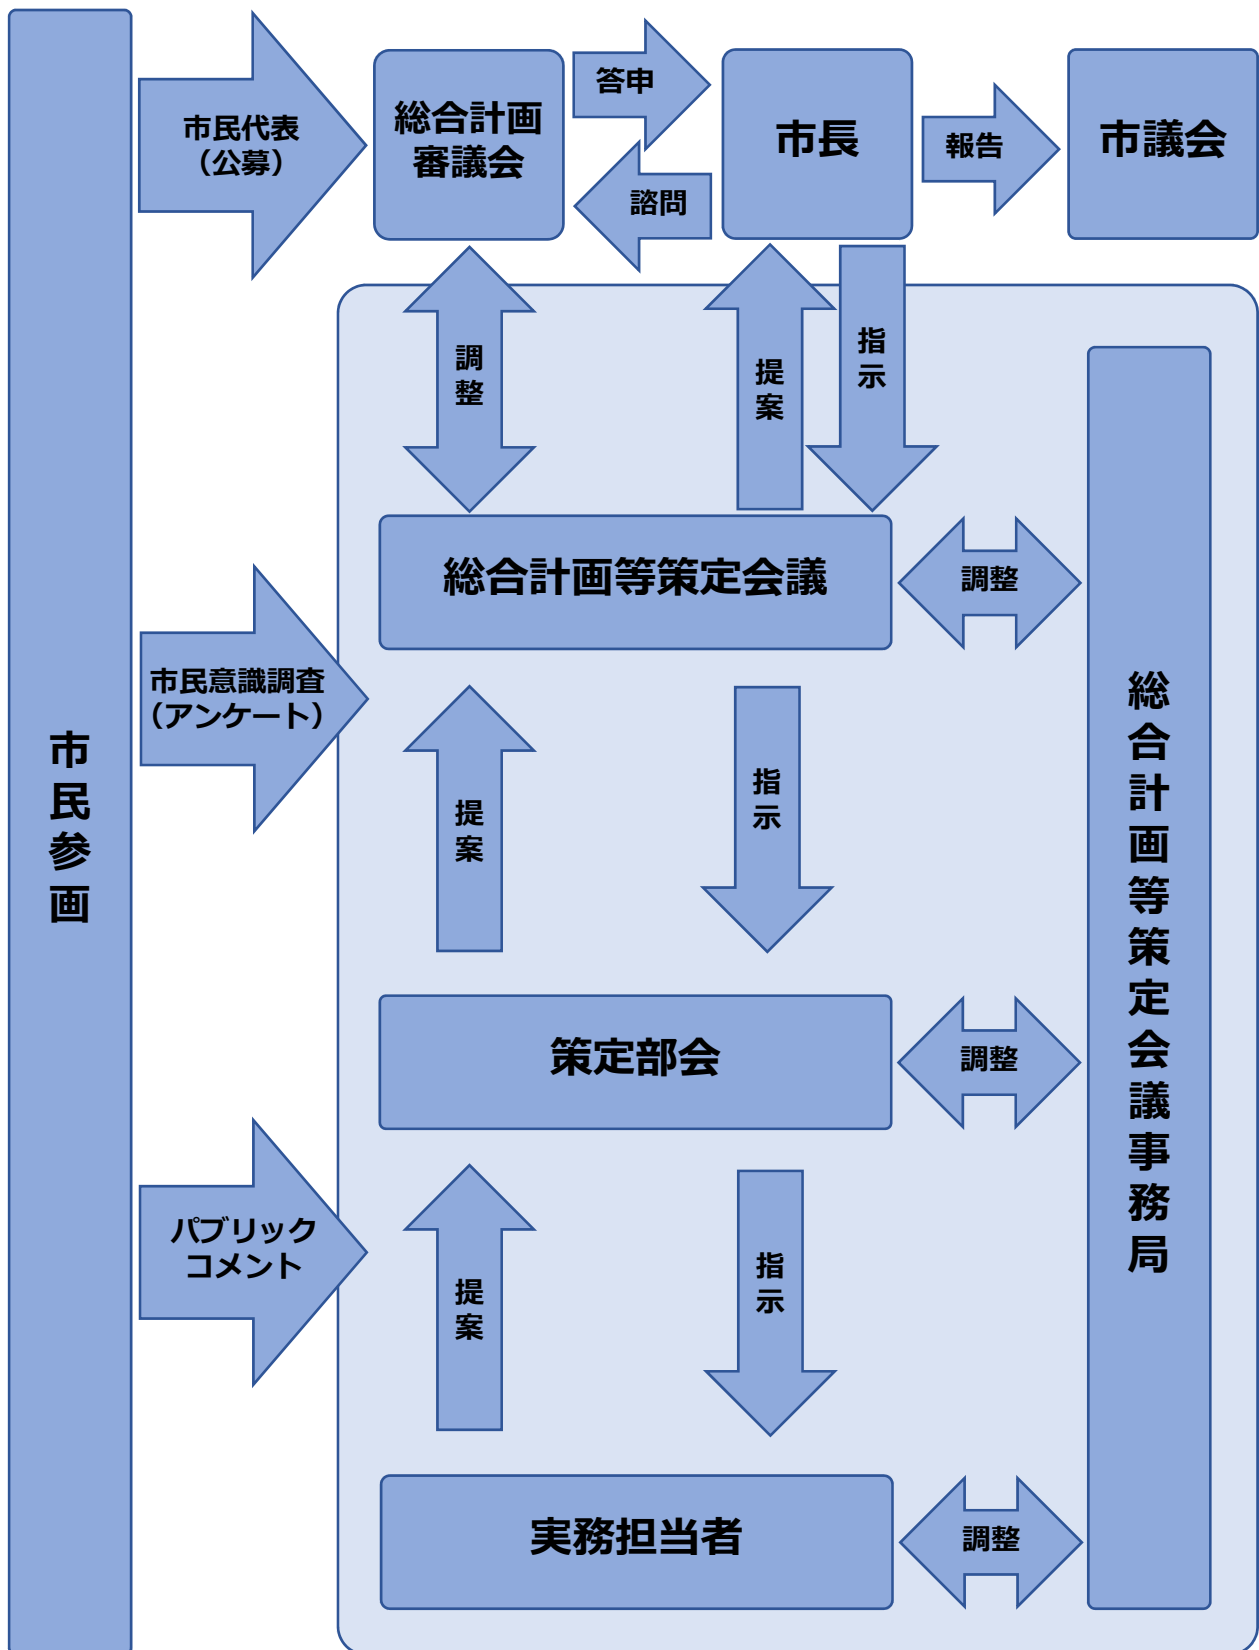 市民参画
市民代表
（公募）
総合計画
審議会
答申
諮問
市長
報告
市議会
調整
提案
指示
総合計画等策定会議
調整
市民意識調査
（アンケート）
提案
指示
総合計画等策定会議事務局
策定部会
調整
パブリック
コメント
提案
指示
実務担当者
調整